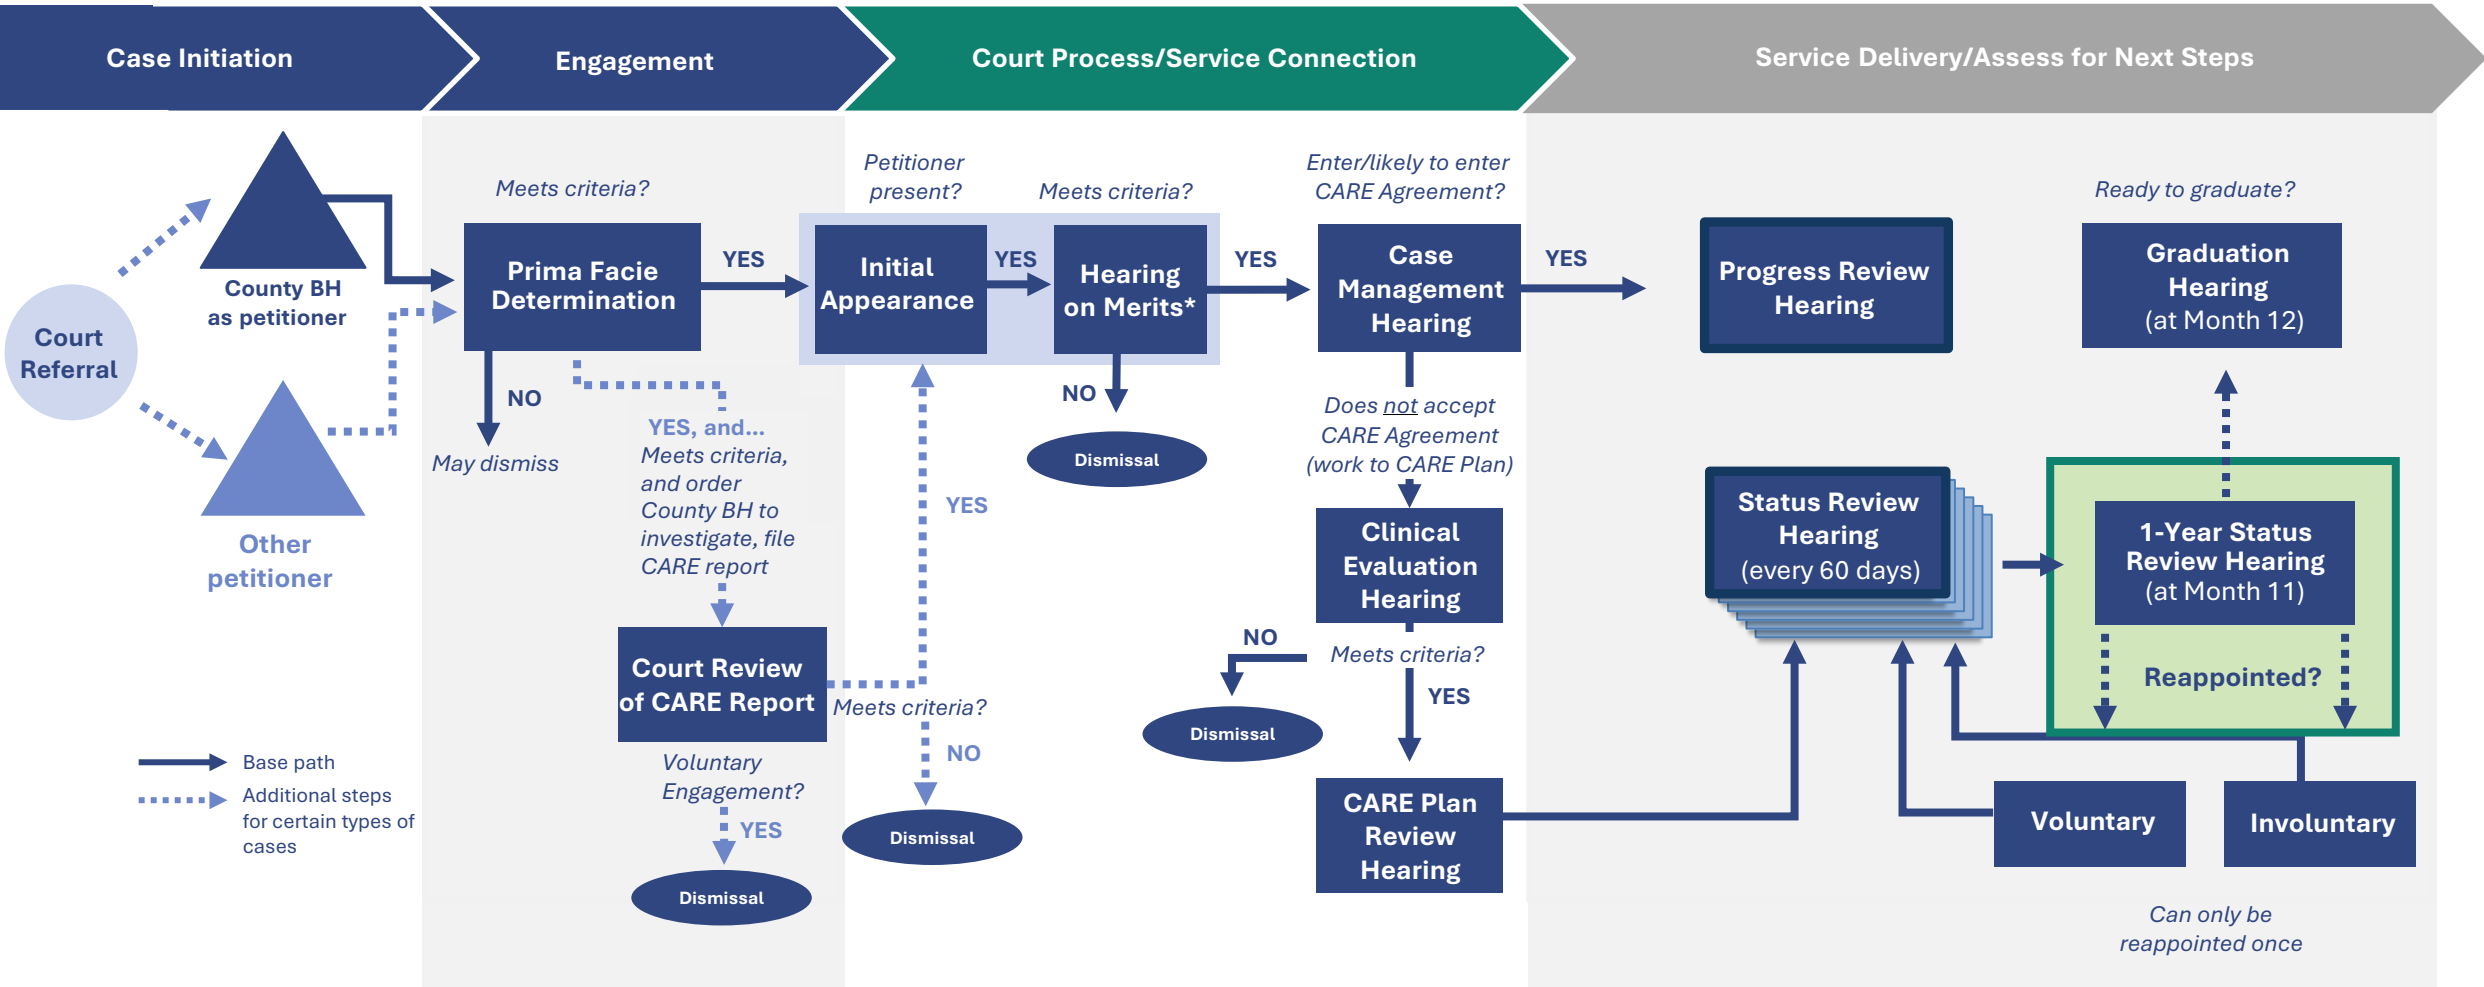 Case Initiation
Engagement
Court Process/Service Connection
Service Delivery/Assess for Next Steps
Court
Referral
County BH
as petitioner
Other
petitioner
Base path
Additional steps
for certain types of
cases
Meets criteria?
Prima Facie
Determination
YES
NO
May dismiss
YES, and...
Meets criteria,
and order
County BH to
investigate, file
CARE report
Court Review
of CARE Report
Voluntary
Engagement?
YES
Dismissal
Meets criteria?
YES
NO
Dismissal
Petitioner
present?
Initial
Appearance
YES
Meets criteria?
Hearing
on Merits*
YES
NO
Dismissal
Enter/likely to enter
CARE Agreement?
Case
Management
Hearing
YES
Does not accept
CARE Agreement
(work to CARE Plan)
Clinical
Evaluation
Hearing
Meets criteria?
NO
Dismissal
YES
CARE Plan
Review
Hearing
Progress Review
Hearing
Status Review
Hearing
(every 60 days)
Ready to graduate?
Graduation
Hearing
(at Month 12)
1-Year Status
Review Hearing
(at Month 11)
Reappointed?
Voluntary
Involuntary
Can only be
reappointed once